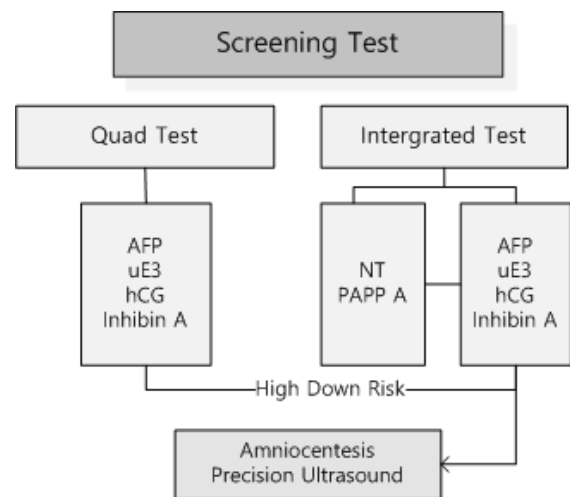 Screening Test
Quad Test
Intergrated Test
AFP
uE3
hCG
Inhibin A
NT
PAPP A
AFP
uE3
hCG
Inhibin A
High Down Risk
Amniocentesis
Precision Ultrasound